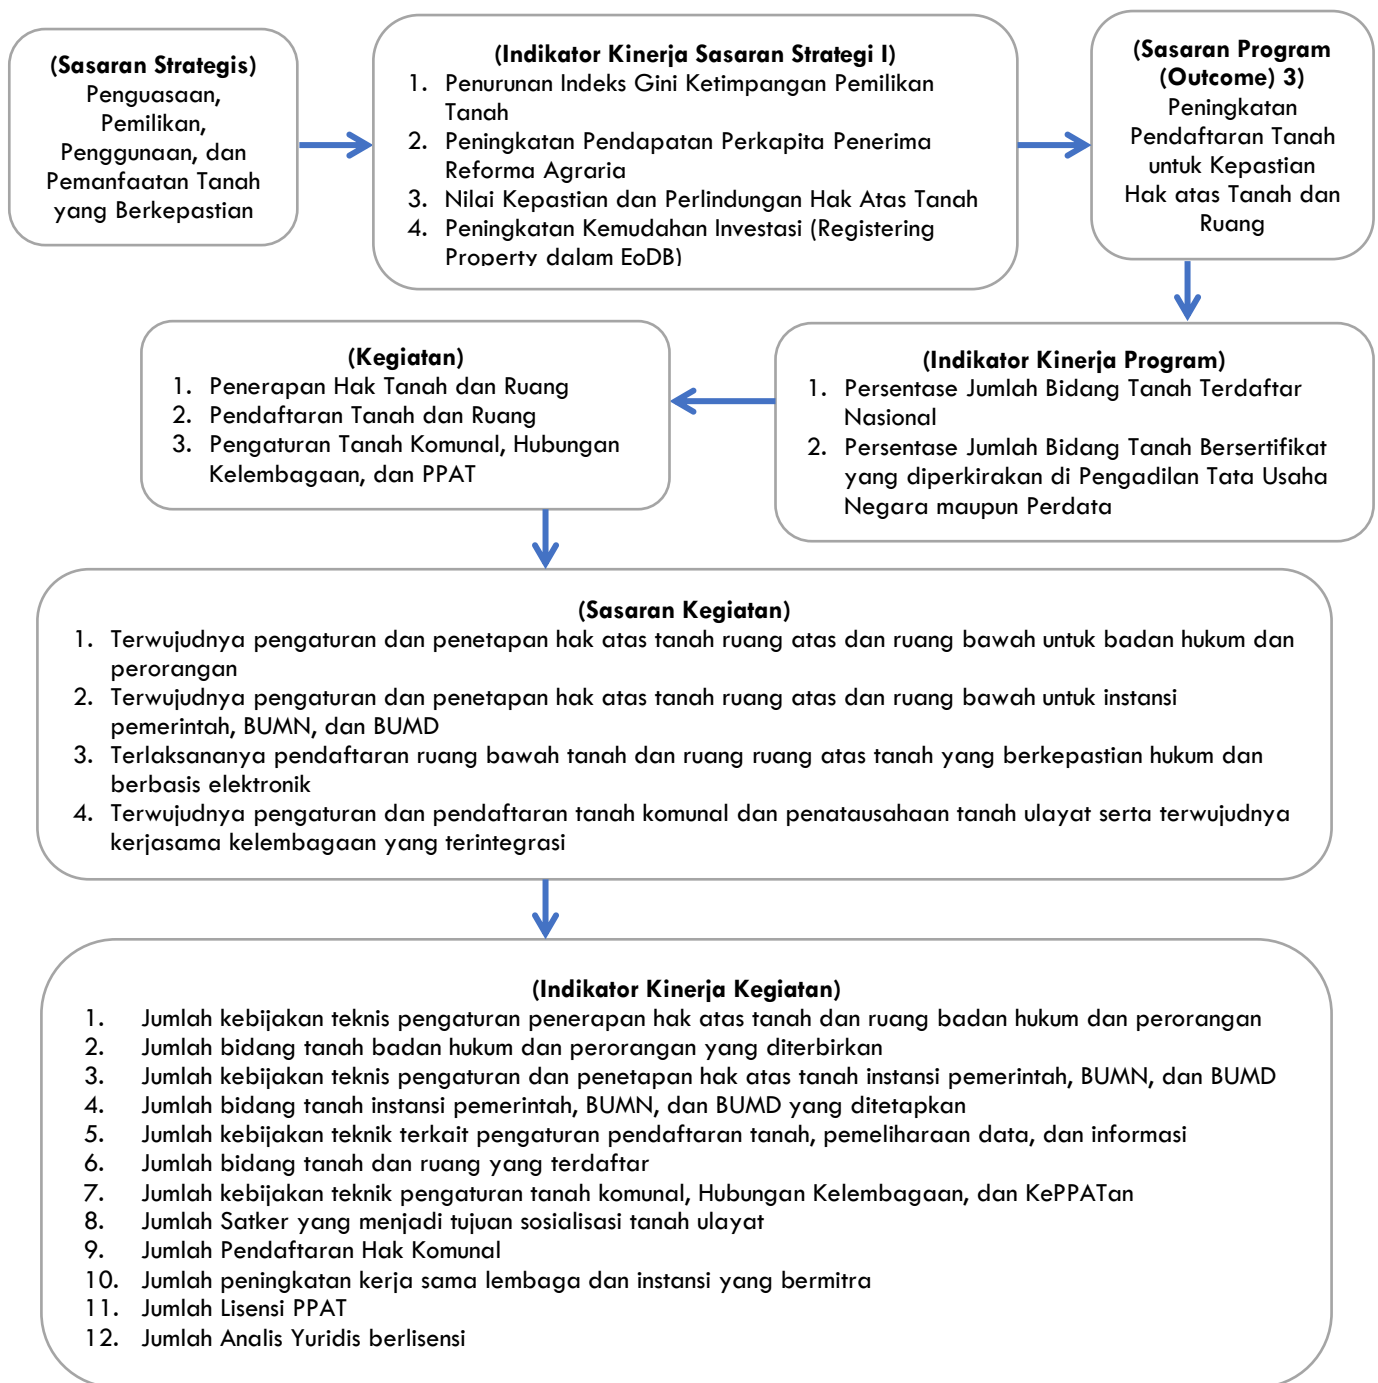 (Sasaran Strategis)
Penguasaan,
Pemilikan,
Penggunaan, dan
Pemanfaatan Tanah
yang Berkepastian
(Indikator Kinerja Sasaran Strategi I)
1. Penurunan Indeks Gini Ketimpangan Pemilikan
Tanah
2. Peningkatan Pendapatan Perkapita Penerima
Reforma Agraria
3. Nilai Kepastian dan Perlindungan Hak Atas Tanah
4. Peningkatan Kemudahan Investasi (Registering
Property dalam EoDB)
(Sasaran Program
(Outcome) 3)
Peningkatan
Pendaftaran Tanah
untuk Kepastian
Hak atas Tanah dan
Ruang
(Indikator Kinerja Program)
1. Persentase Jumlah Bidang Tanah Terdaftar
Nasional
2. Persentase Jumlah Bidang Tanah Bersertifikat
yang diperkirakan di Pengadilan Tata Usaha
Negara maupun Perdata
(Kegiatan)
1. Penerapan Hak Tanah dan Ruang
2. Pendaftaran Tanah dan Ruang
3. Pengaturan Tanah Komunal, Hubungan
Kelembagaan, dan PPAT
(Sasaran Kegiatan)
1. Terwujudnya pengaturan dan penetapan hak atas tanah ruang atas dan ruang bawah untuk badan hukum dan
perorangan
2. Terwujudnya pengaturan dan penetapan hak atas tanah ruang atas dan ruang bawah untuk instansi
pemerintah, BUMN, dan BUMD
3. Terlaksananya pendaftaran ruang bawah tanah dan ruang ruang atas tanah yang berkepastian hukum dan
berbasis elektronik
4. Terwujudnya pengaturan dan pendaftaran tanah komunal dan penatausahaan tanah ulayat serta terwujudnya
kerjasama kelembagaan yang terintegrasi
(Indikator Kinerja Kegiatan)
1. Jumlah kebijakan teknis pengaturan penerapan hak atas tanah dan ruang badan hukum dan perorangan
2. Jumlah bidang tanah badan hukum dan perorangan yang diterbirkan
3. Jumlah kebijakan teknis pengaturan dan penetapan hak atas tanah instansi pemerintah, BUMN, dan BUMD
4. Jumlah bidang tanah instansi pemerintah, BUMN, dan BUMD yang ditetapkan
5. Jumlah kebijakan teknik terkait pengaturan pendaftaran tanah, pemeliharaan data, dan informasi
6. Jumlah bidang tanah dan ruang yang terdaftar
7. Jumlah kebijakan teknik pengaturan tanah komunal, Hubungan Kelembagaan, dan KePPATan
8. Jumlah Satker yang menjadi tujuan sosialisasi tanah ulayat
9. Jumlah Pendaftaran Hak Komunal
10. Jumlah peningkatan kerja sama lembaga dan instansi yang bermitra
11. Jumlah Lisensi PPAT
12. Jumlah Analis Yuridis berlisensi